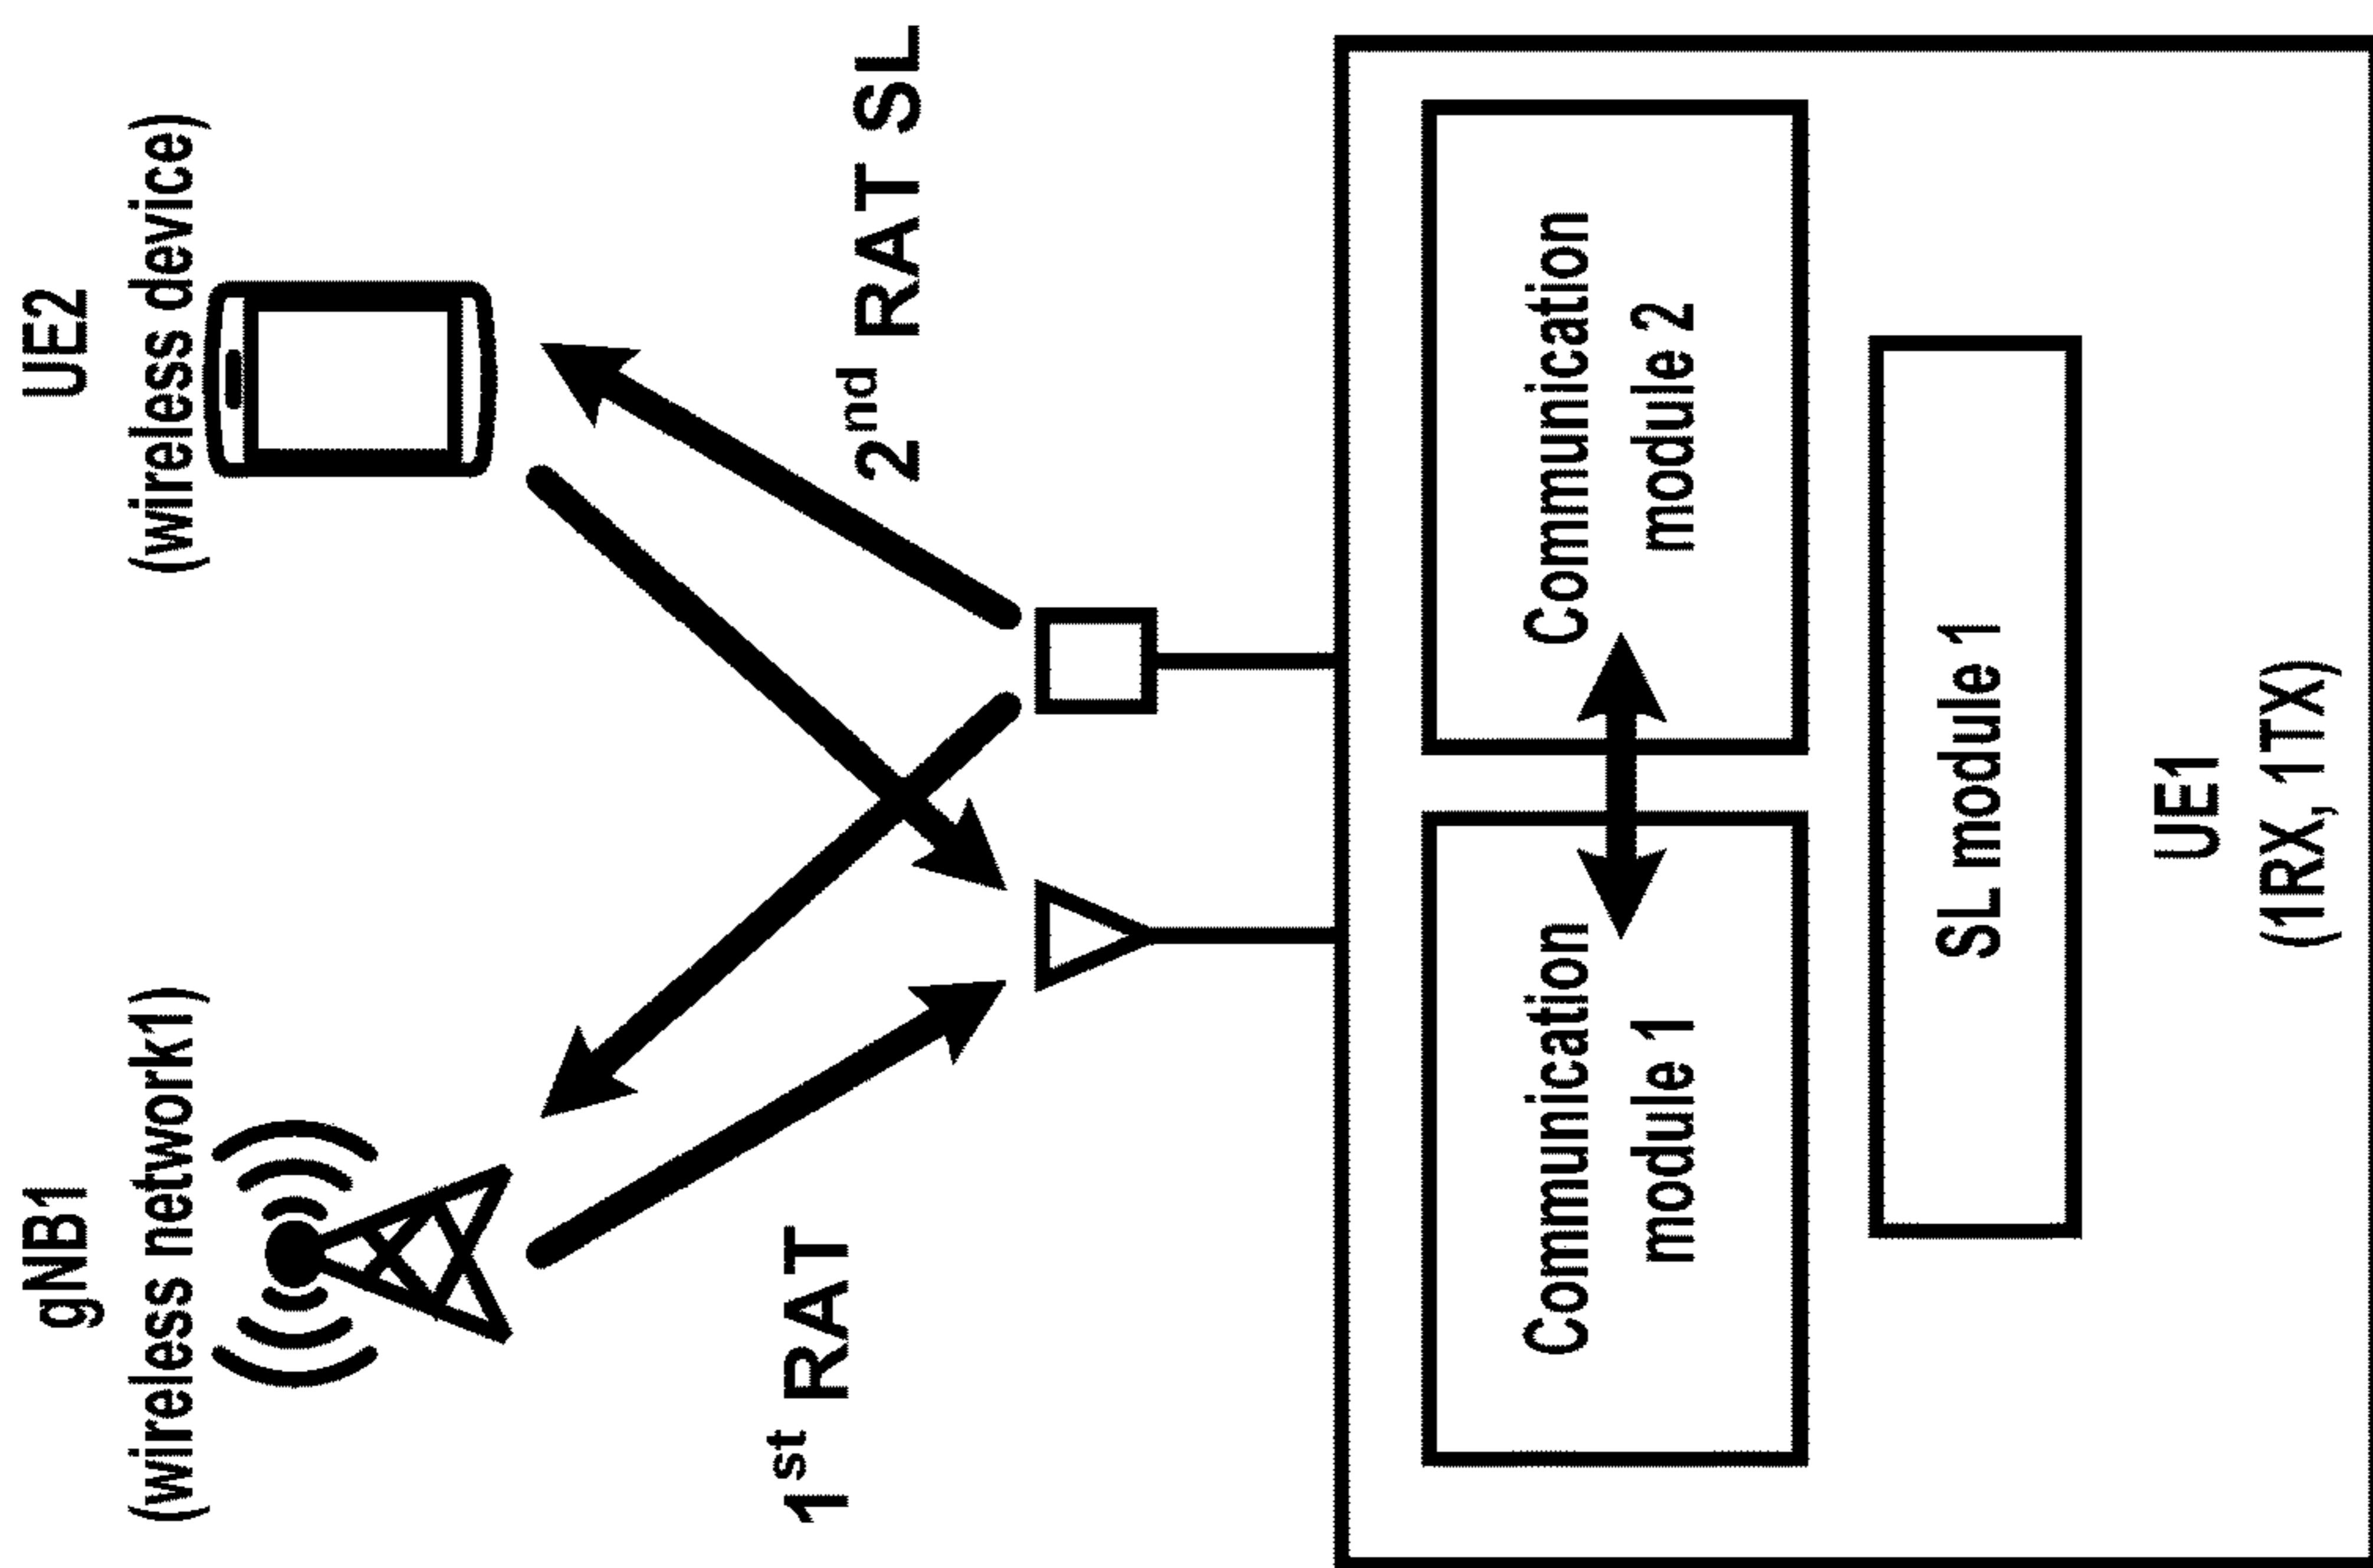 gNB1
(wireless network1)
UE2
(wireless device)
1st RAT
2nd RAT SL
Communication
module 1
Communication
module 2
SL module 1
UE1
(1RX, 1TX)